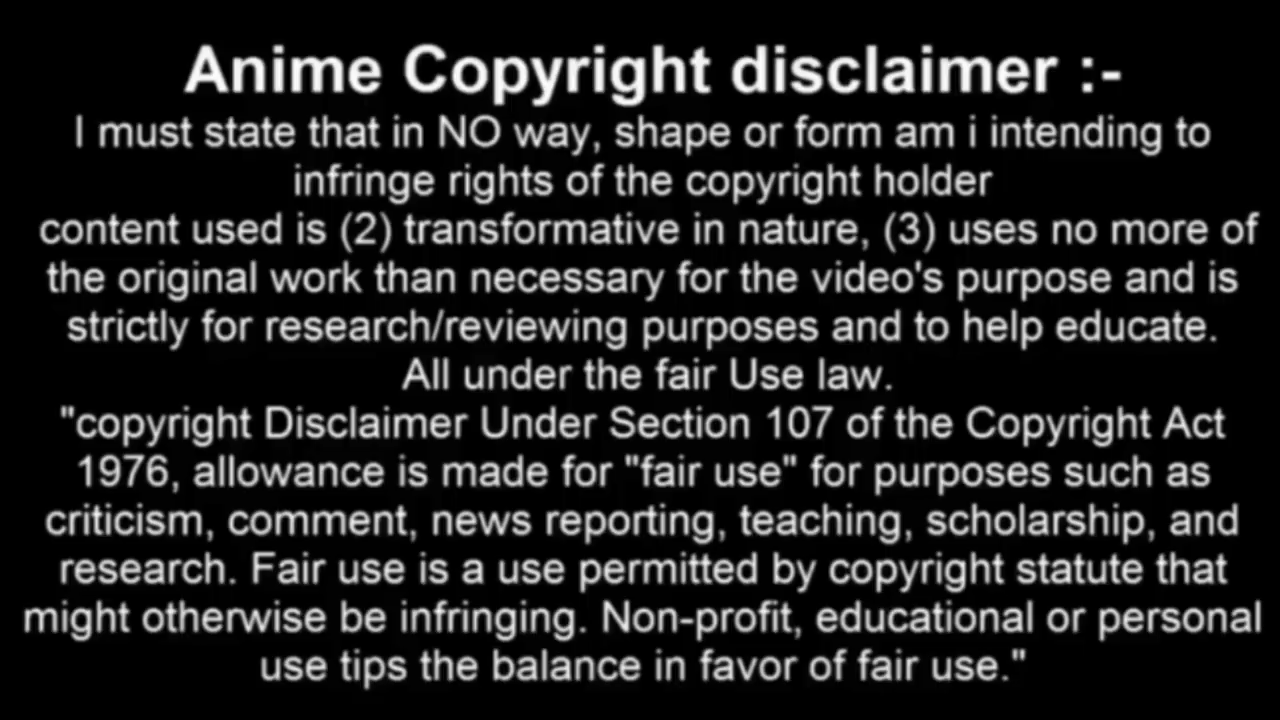 Anime Copyright disclaimer :-
I must state that in NO way, shape or form am i intending to
infringe rights of the copyright holder
content used is (2) transformative in nature, (3) uses no more of
the original work than necessary for the video's purpose and is
strictly for research/reviewing purposes and to help educate.
All under the fair Use law.
"copyright Disclaimer Under Section 107 of the Copyright Act
1976, allowance is made for "fair use" for purposes such as
criticism, comment, news reporting, teaching, scholarship, and
research. Fair use is a use permitted by copyright statute that
might otherwise be infringing. Non-profit, educational or personal
use tips the balance in favor of fair use."